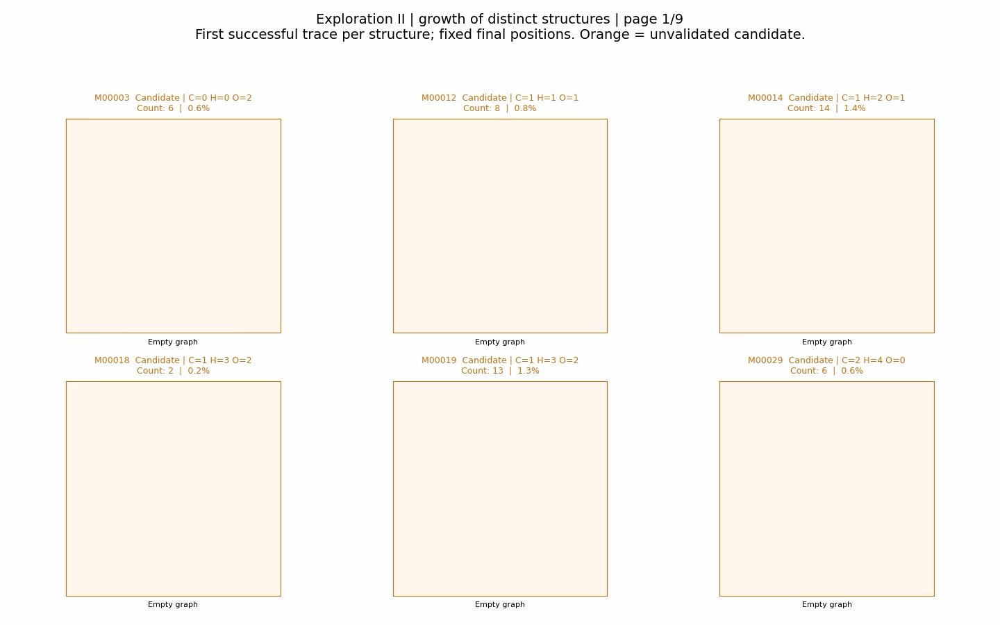 Exploration II | growth of distinct structures | page 1/9
First successful trace per structure; fixed final positions. Orange = unvalidated candidate.
M00003  Candidate | C=0 H=0 O=2
Count: 6  |  0.6%
Empty graph
M00012  Candidate | C=1 H=1 O=1
Count: 8  |  0.8%
Empty graph
M00014  Candidate | C=1 H=2 O=1
Count: 14  |  1.4%
Empty graph
M00018  Candidate | C=1 H=3 O=2
Count: 2  |  0.2%
Empty graph
M00019  Candidate | C=1 H=3 O=2
Count: 13  |  1.3%
Empty graph
M00029  Candidate | C=2 H=4 O=0
Count: 6  |  0.6%
Empty graph